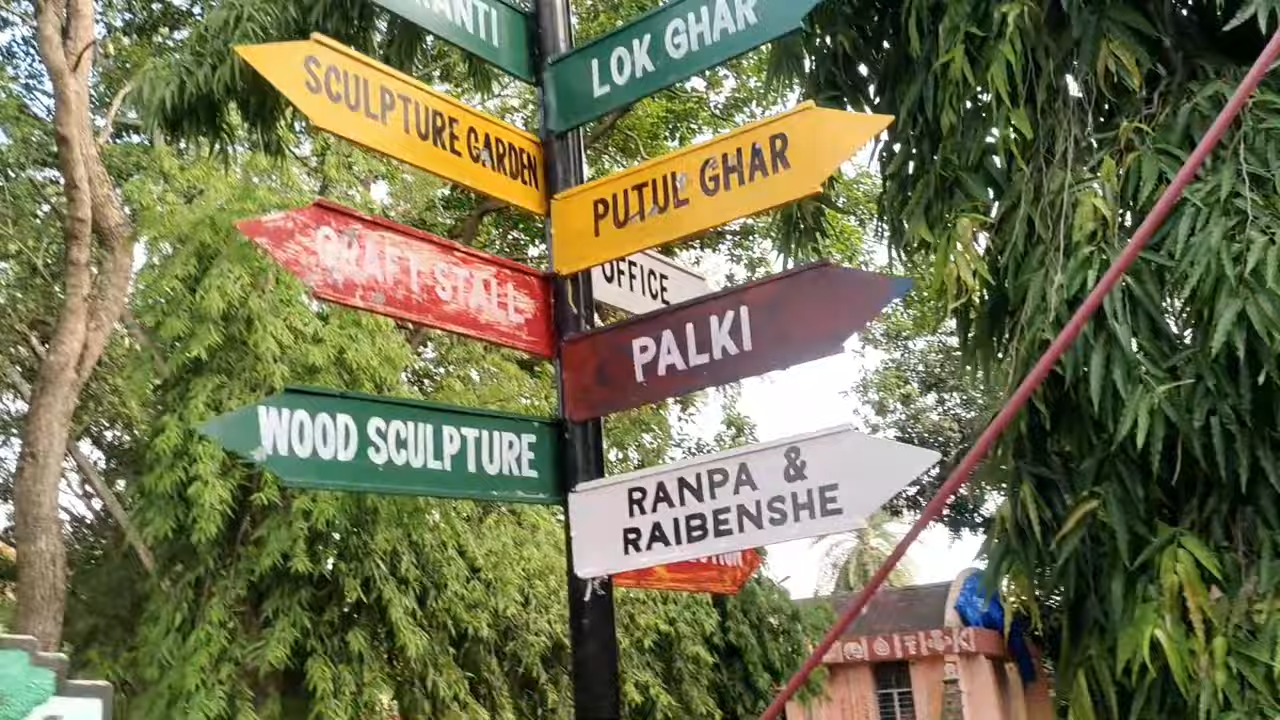 LOK GHAR
SCULPTURE GARDEN
PUTUL GHAR
CRAFT STALL
OFFICE
PALKI
WOOD SCULPTURE
RANPA &
RAIBENSHE